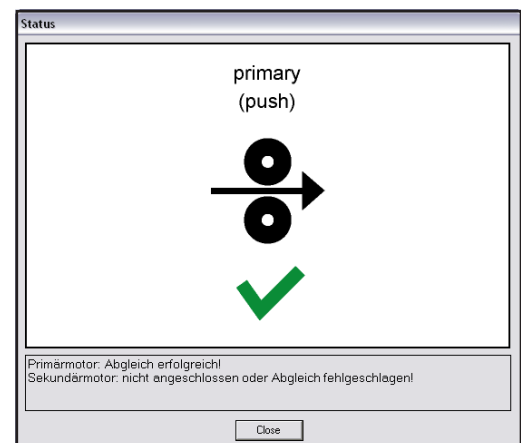 Status
primary
(push)
Primärmotor: Abgleich erfolgreich!
Sekundärmotor: nicht angeschlossen oder Abgleich fehlgeschlagen!
Close